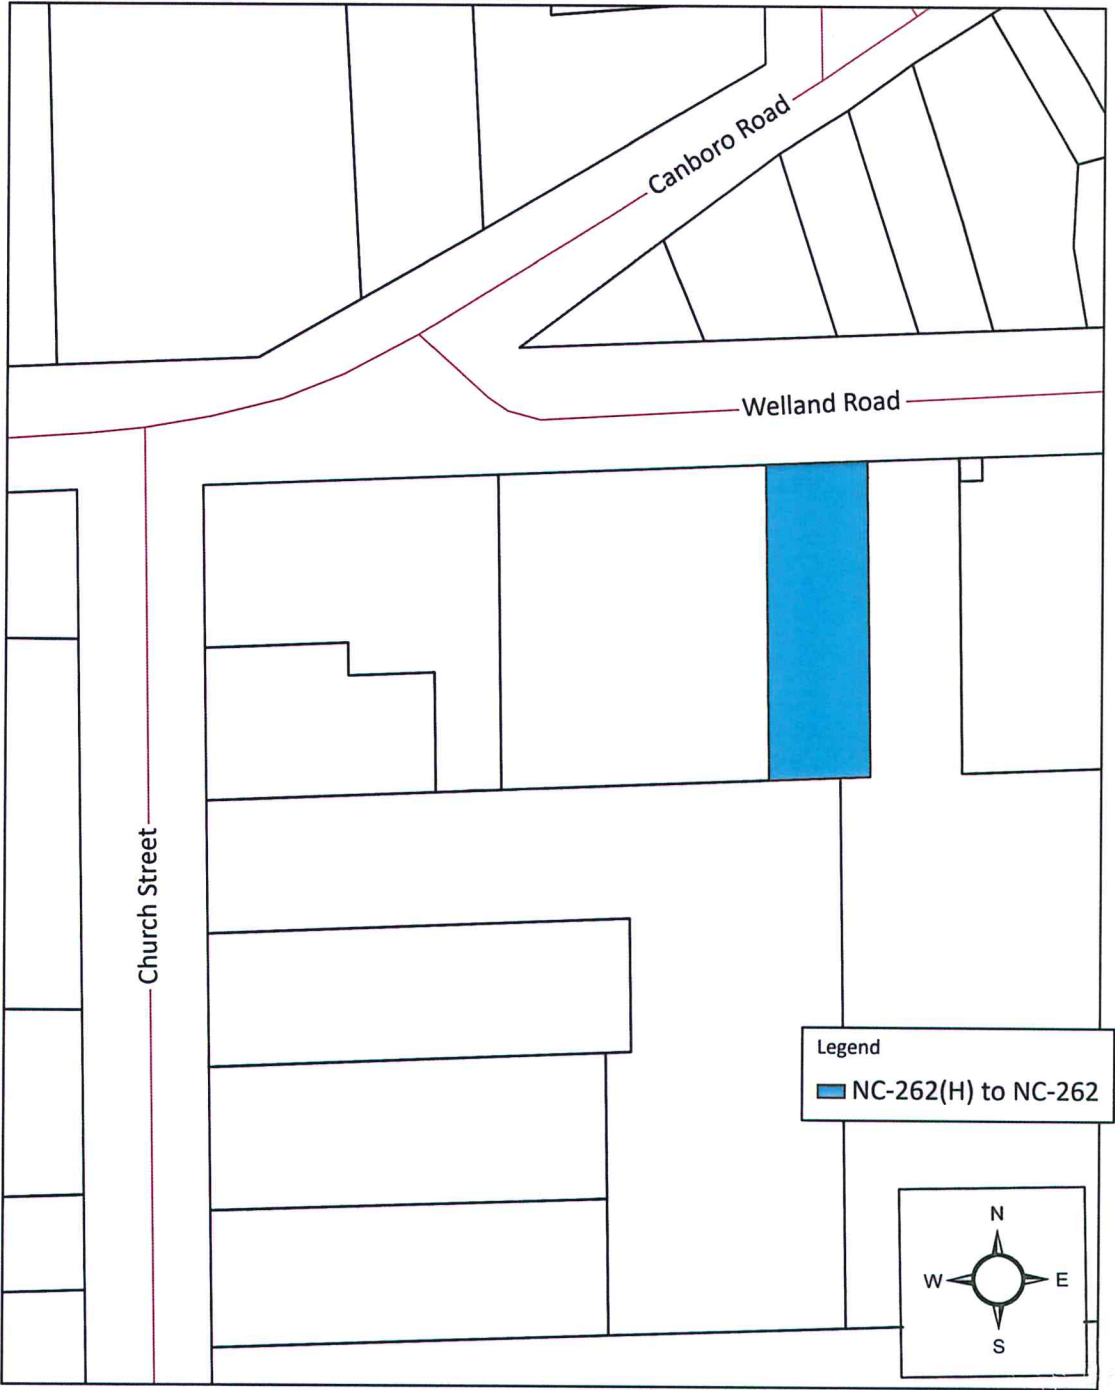 Canboro Road
Welland Road
Church Street
Legend
NC-262(H) to NC-262
N
W
E
S